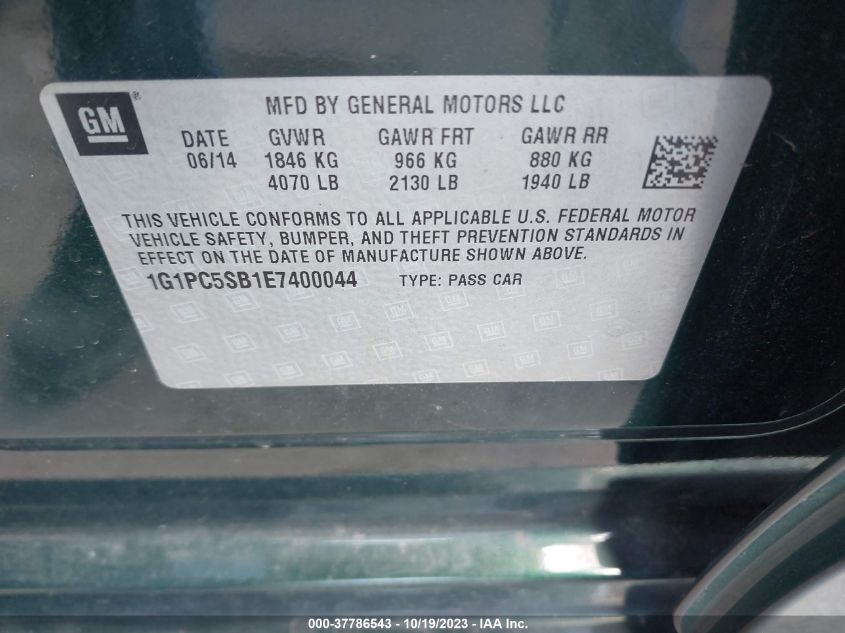 GM ®
MFD BY GENERAL MOTORS LLC
DATE GVWR GAWR FRT GAWR RR
06/14 1846 KG 966 KG 880 KG
4070 LB 2130 LB 1940 LB
THIS VEHICLE CONFORMS TO ALL APPLICABLE U.S. FEDERAL MOTOR
VEHICLE SAFETY, BUMPER, AND THEFT PREVENTION STANDARDS IN
EFFECT ON THE DATE OF MANUFACTURE SHOWN ABOVE.
1G1PC5SB1E7400044 TYPE: PASS CAR
000-37786543 - 10/19/2023 - IAA Inc.